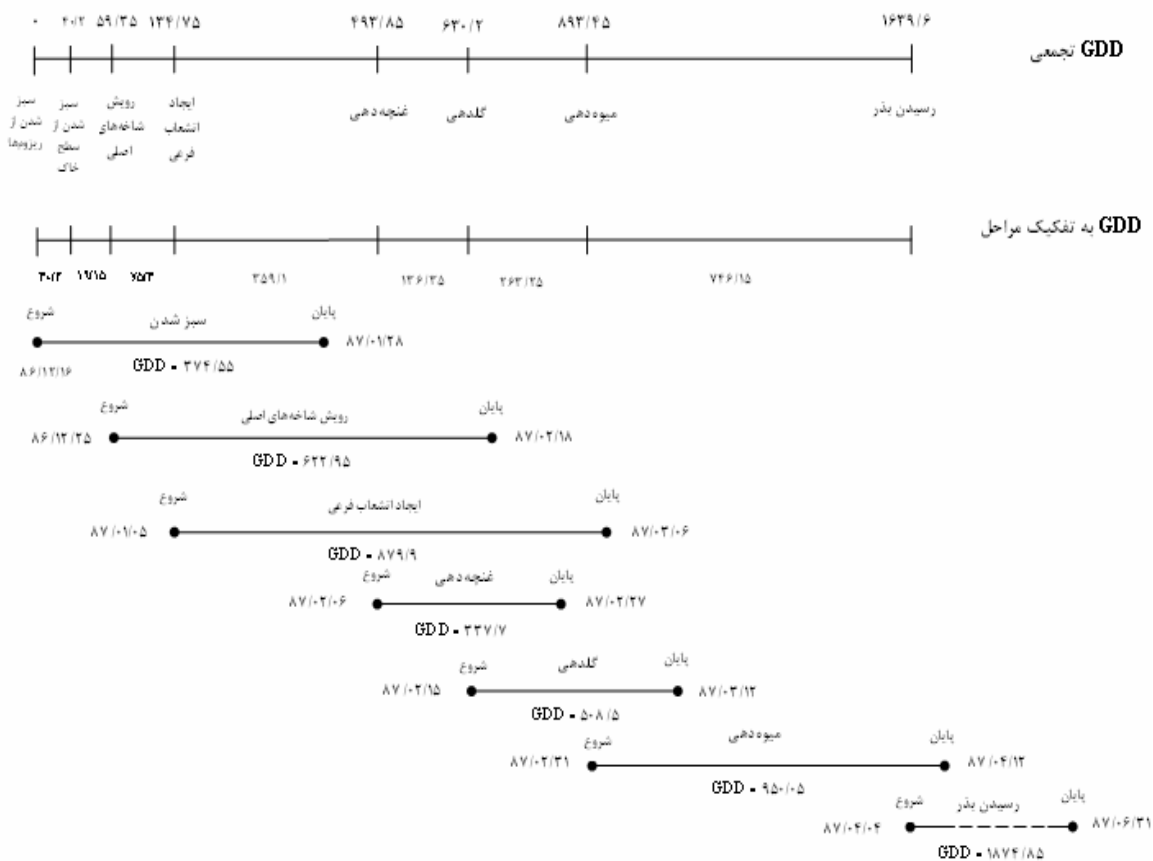 ۰ ۴۰/۲ ۵۹/۳۵ ۱۳۴/۷۵ ۴۹۳/۸۵ ۶۳۰/۲ ۸۹۳/۴۵ ۱۶۳۹/۶
GDD تجمعی
سبز شدن از ریزومها
سبز شدن از سطح خاک
رویش شاخه‌های اصلی
ایجاد انشعاب فرعی
غنچه دهی
گلدهی
میوه دهی
رسیدن بذر
GDD به تفکیک مراحل
۴۰/۲ ۱۹/۱۵ ۷۵/۴ ۳۵۹/۱ ۱۳۶/۳۵ ۲۶۳/۲۵ ۷۴۶/۱۵
شروع سبز شدن پایان
۸۷/۰۱/۲۸
۸۶/۱۲/۱۶ GDD = ۳۷۴/۵۵
شروع رویش شاخه‌های اصلی پایان
۸۶/۱۲/۲۵ ۸۷/۰۲/۱۸
GDD = ۶۲۲/۹۵
شروع ایجاد انشعاب فرعی پایان
۸۷/۰۱/۰۵ ۸۷/۰۳/۰۶
GDD = ۸۷۹/۹
شروع غنچه دهی پایان
۸۷/۰۲/۰۶ ۸۷/۰۲/۲۷
GDD = ۳۳۷/۷
شروع گلدهی پایان
۸۷/۰۲/۱۵ ۸۷/۰۳/۱۲
GDD = ۵۰۸/۵
شروع میوه دهی پایان
۸۷/۰۲/۳۱ ۸۷/۰۴/۱۲
GDD = ۹۵۰/۰۵
شروع رسیدن بذر پایان
۸۷/۰۴/۰۴ ۸۷/۰۶/۳۱
GDD = ۱۸۷۴/۸۵